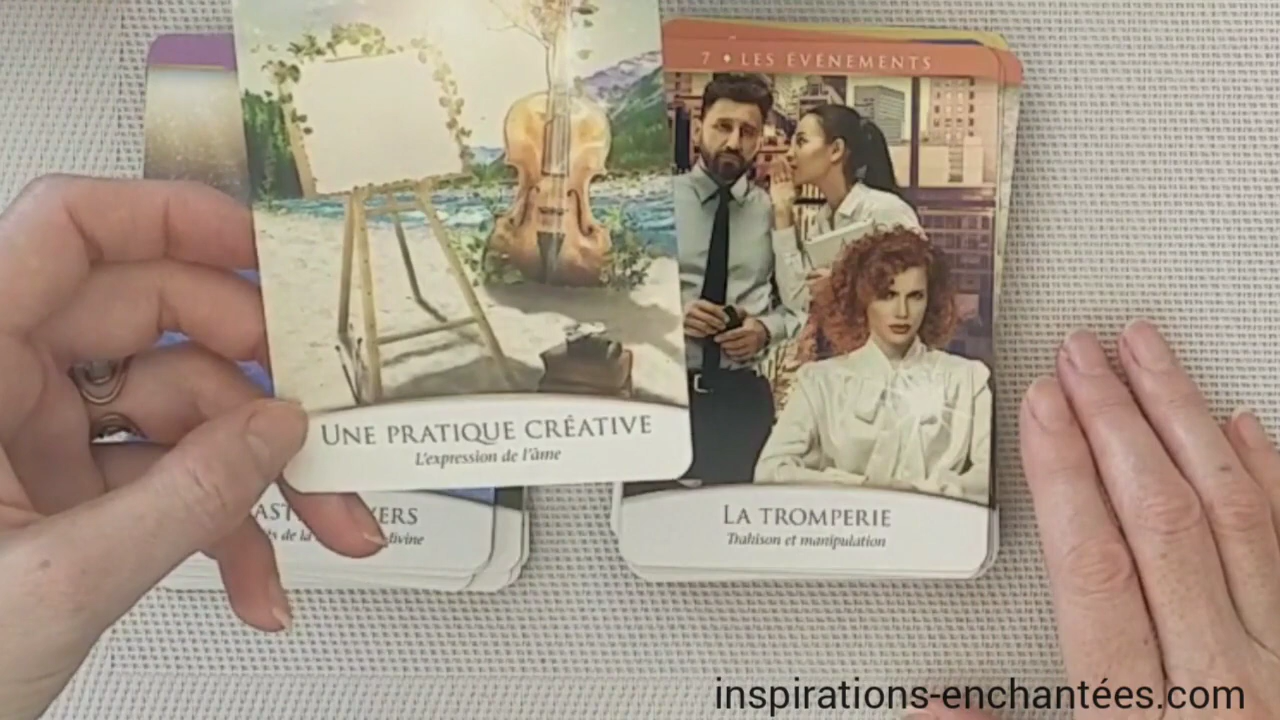 7 • LES ÉVÉNEMENTS
UNE PRATIQUE CRÉATIVE
L'expression de l'âme
LA TROMPERIE
Trahison et manipulation
inspirations-enchantées.com